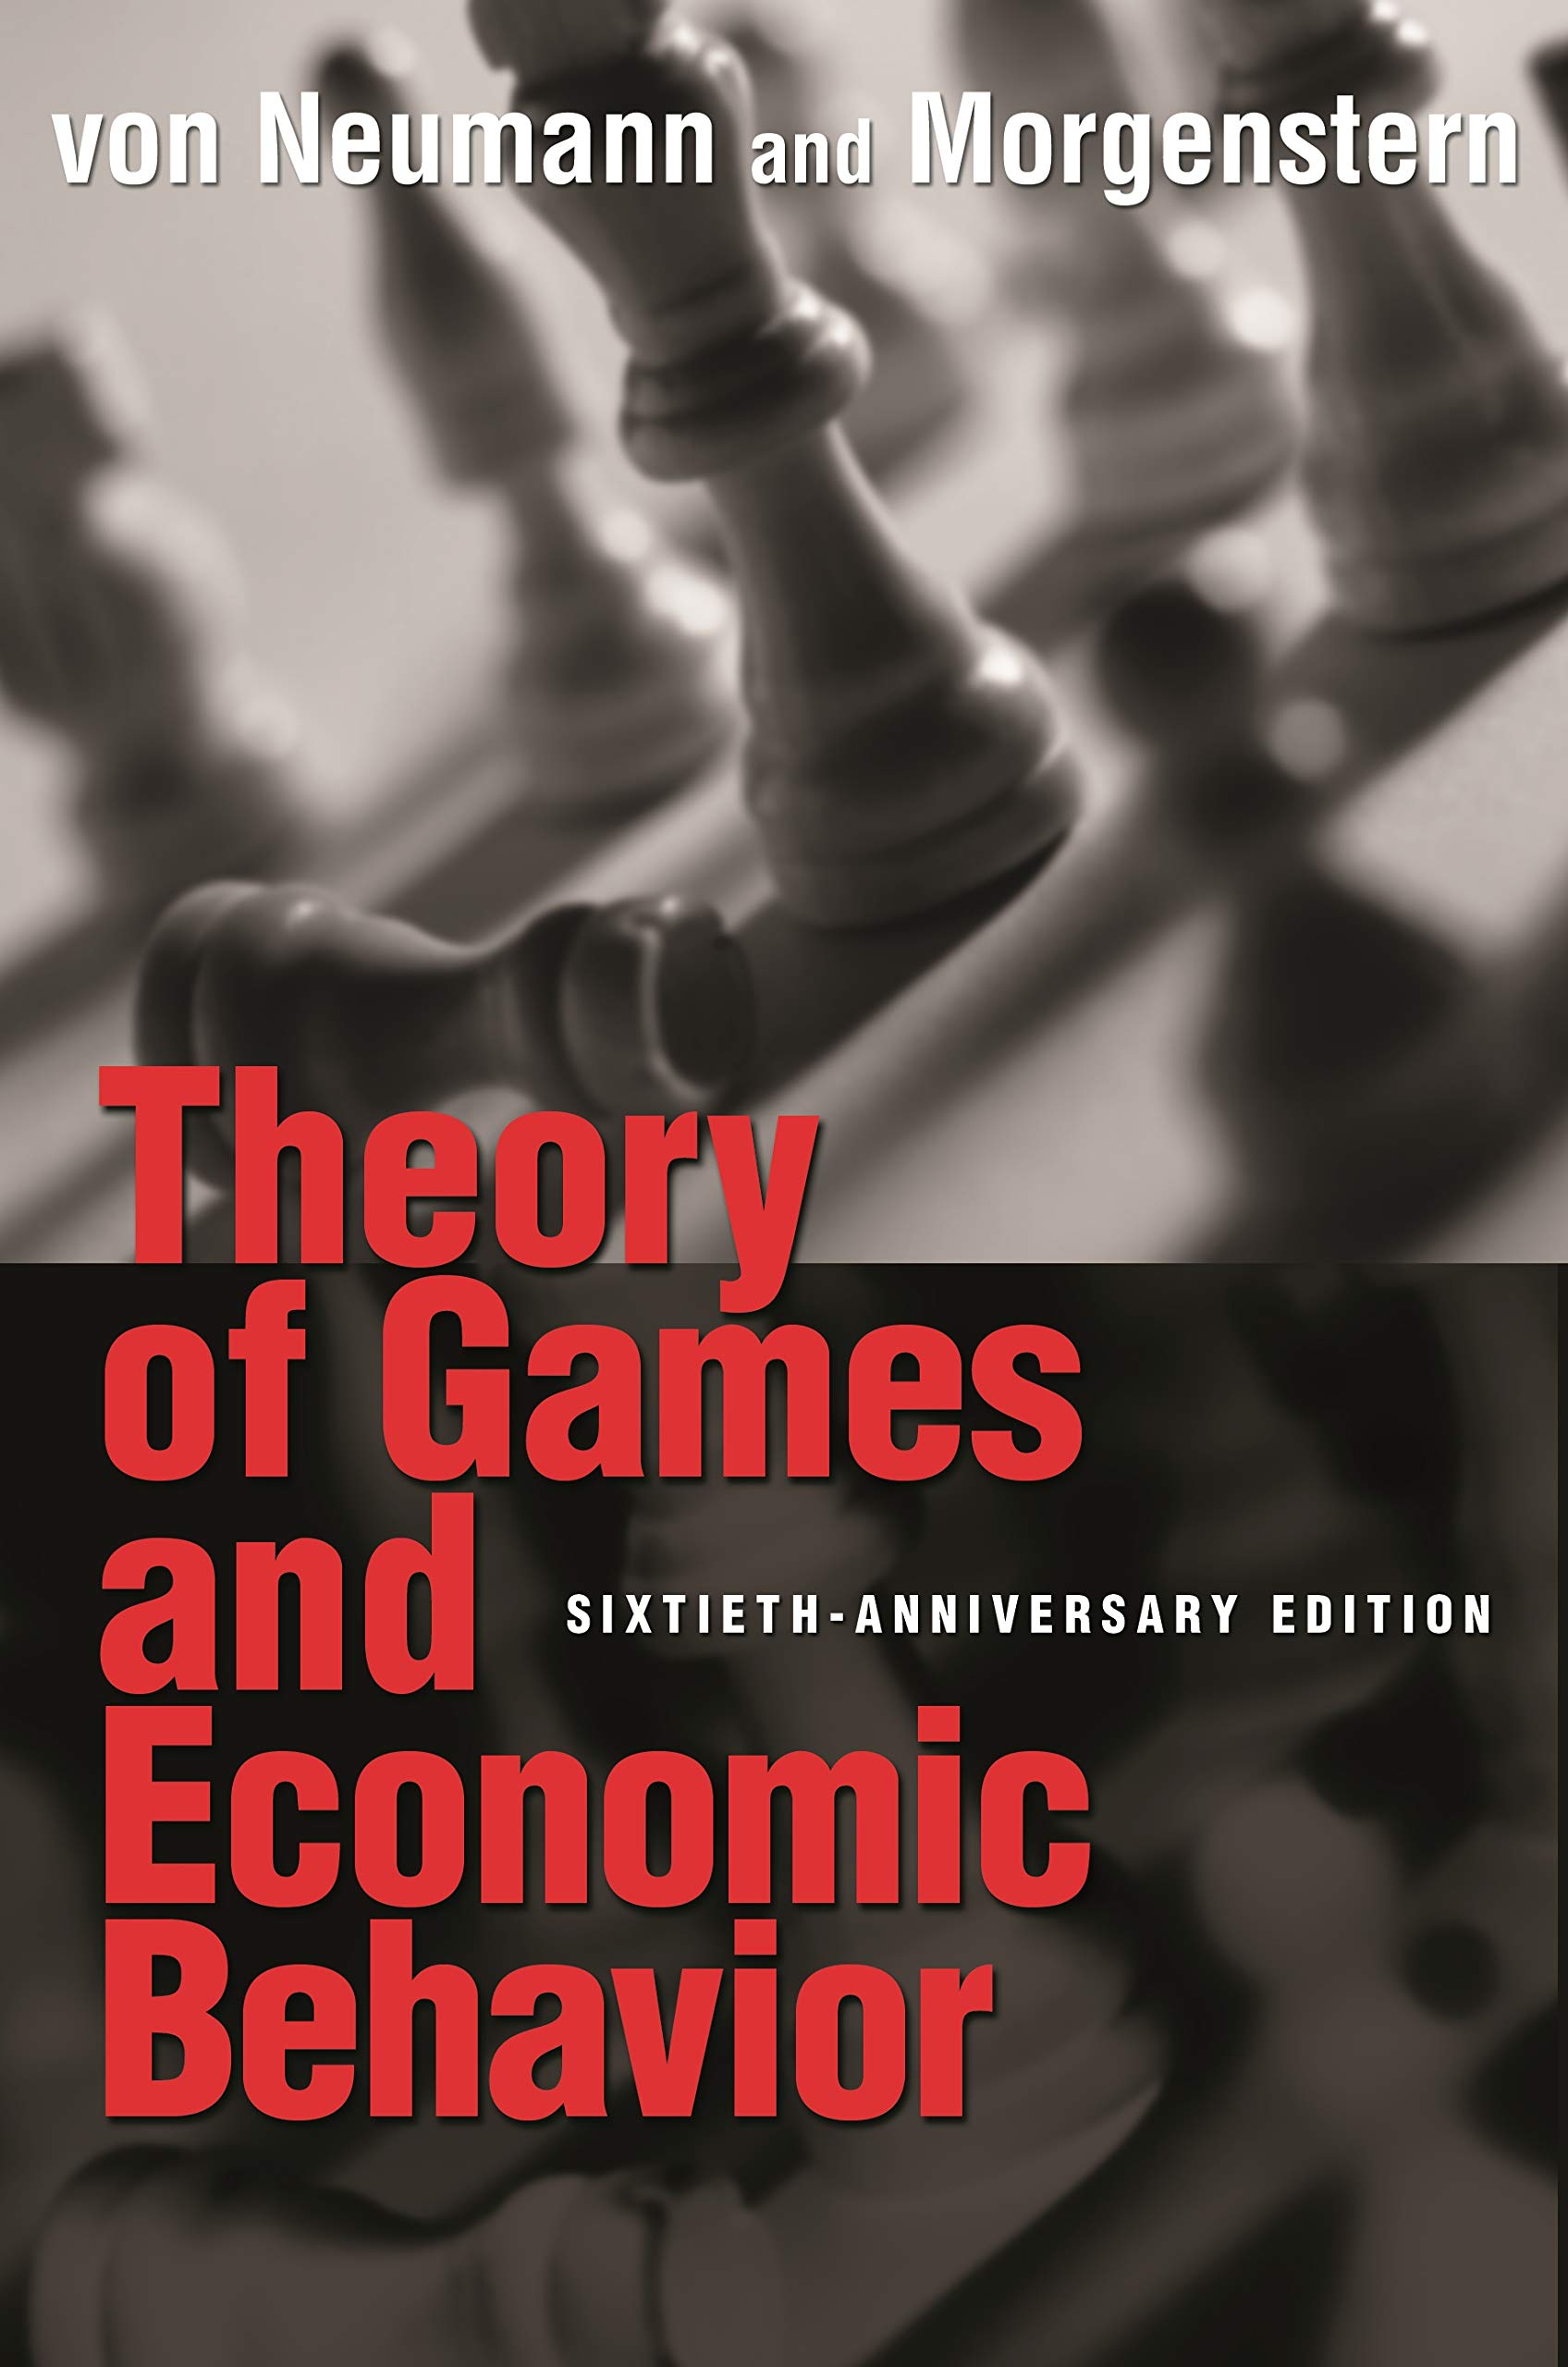 von Neumann and Morgenstern
Theory
of Games
and
SIXTIETH-ANNIVERSARY EDITION
Economic
Behavior